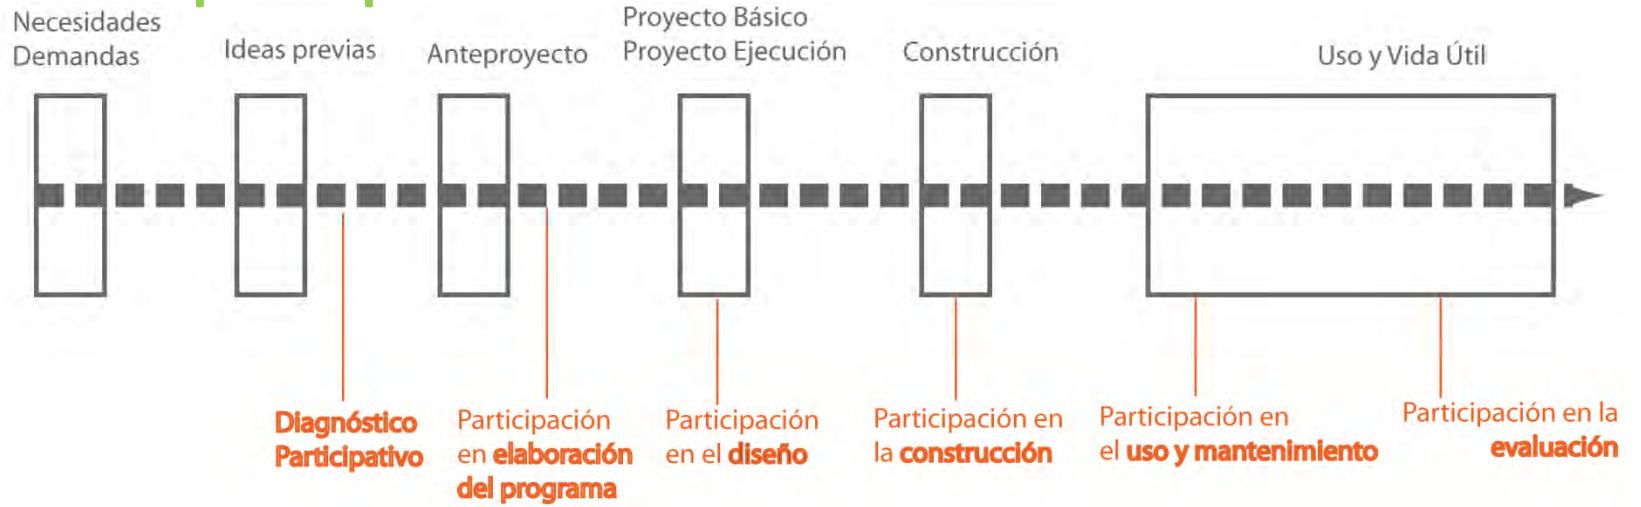 Necesidades
Demandas
Ideas previas
Anteproyecto
Proyecto Básico
Proyecto Ejecución
Construcción
Uso y Vida Útil
Diagnóstico
Participativo
Participación
en elaboración
del programa
Participación
en el diseño
Participación en
la construcción
Participación en
el uso y mantenimiento
Participación en la
evaluación